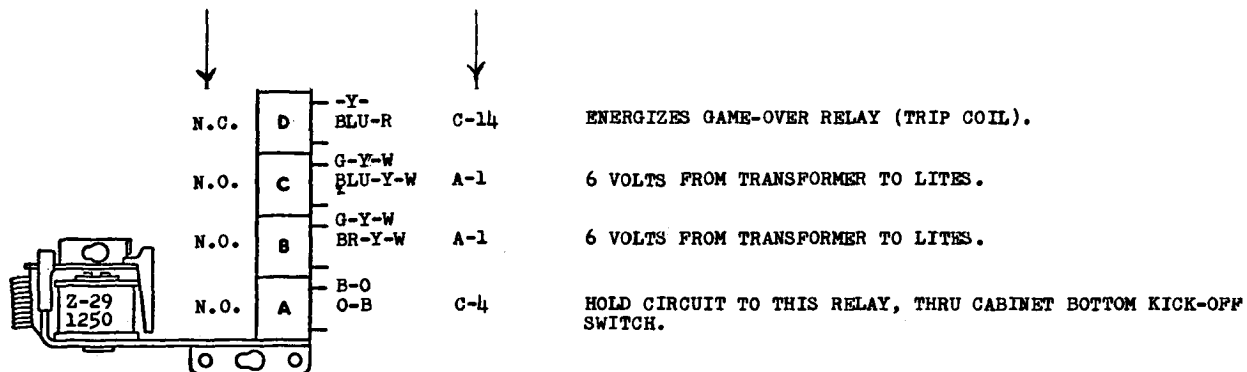 -Y-
N.C. D BLU-R C-14 ENERGIZES GAME-OVER RELAY (TRIP COIL).
G-Y-W
N.O. C BLU-Y-W A-1 6 VOLTS FROM TRANSFORMER TO LITES.
G-Y-W
N.O. B BR-Y-W A-1 6 VOLTS FROM TRANSFORMER TO LITES.
B-O
Z-29 N.O. A O-B C-4 HOLD CIRCUIT TO THIS RELAY, THRU CABINET BOTTOM KICK-OFF
1250 SWITCH.